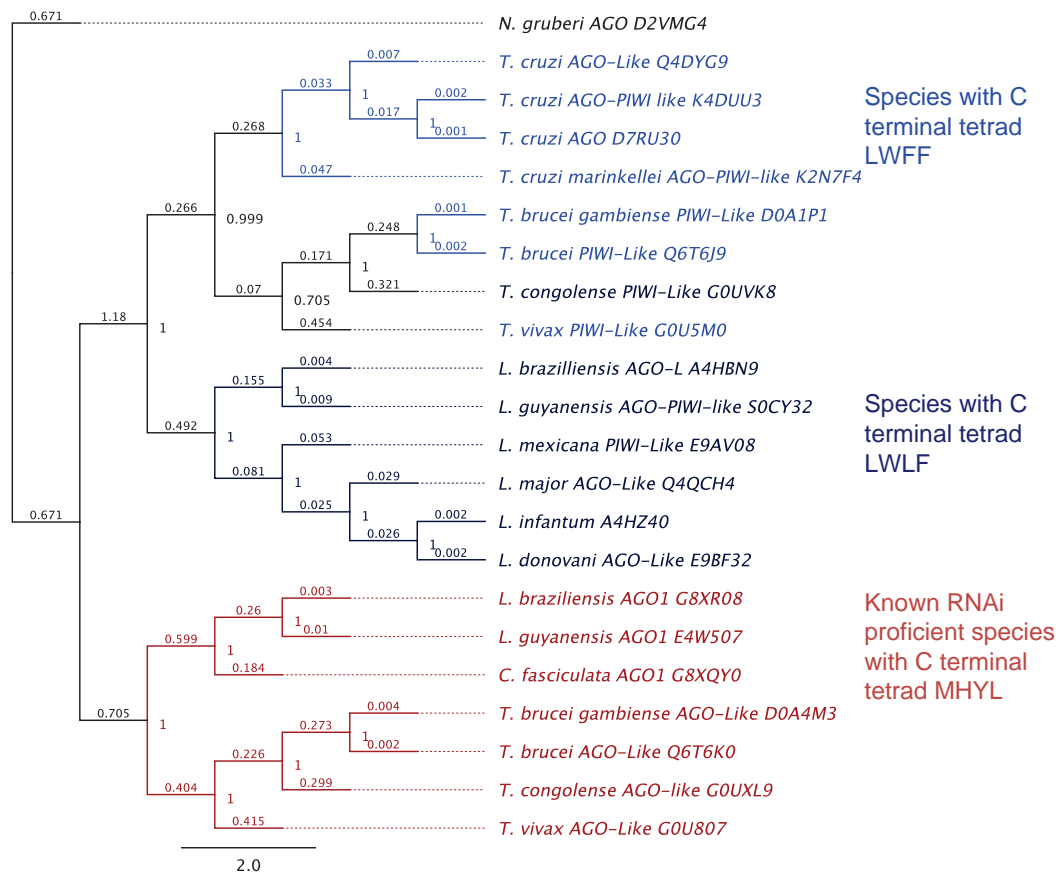 0.671
N. gruberi AGO D2VMG4
0.007
T. cruzi AGO-Like Q4DYG9
0.033
1
0.002
T. cruzi AGO-PIWI like K4DUU3
0.017
1
0.001
T. cruzi AGO D7RU30
0.268
1
0.047
T. cruzi marinkellei AGO-PIWI-like K2N7F4
Species with C
terminal tetrad
LWFF
0.266
0.999
0.001
T. brucei gambiense PIWI-Like D0A1P1
0.248
1
0.002
T. brucei PIWI-Like Q6T6J9
0.171
1
0.321
T. congolense PIWI-Like G0UVK8
0.07
0.705
0.454
T. vivax PIWI-Like G0U5M0
1.18
1
0.004
L. brazilliensis AGO-L A4HBN9
0.155
1
0.009
L. guyanensis AGO-PIWI-like S0CY32
0.492
1
0.053
L. mexicana PIWI-Like E9AV08
0.081
1
0.029
L. major AGO-Like Q4QCH4
0.025
1
0.002
L. infantum A4HZ40
0.026
1
0.002
L. donovani AGO-Like E9BF32
Species with C
terminal tetrad
LWLF
0.671
0.003
L. braziliensis AGO1 G8XR08
0.26
1
0.01
L. guyanensis AGO1 E4W507
0.599
1
0.184
C. fasciculata AGO1 G8XQY0
0.705
1
0.004
T. brucei gambiense AGO-Like D0A4M3
0.273
1
0.002
T. brucei AGO-Like Q6T6K0
0.226
1
0.299
T. congolense AGO-like G0UXL9
0.404
1
0.415
T. vivax AGO-Like G0U807
Known RNAi
proficient species
with C terminal
tetrad MHYL
2.0